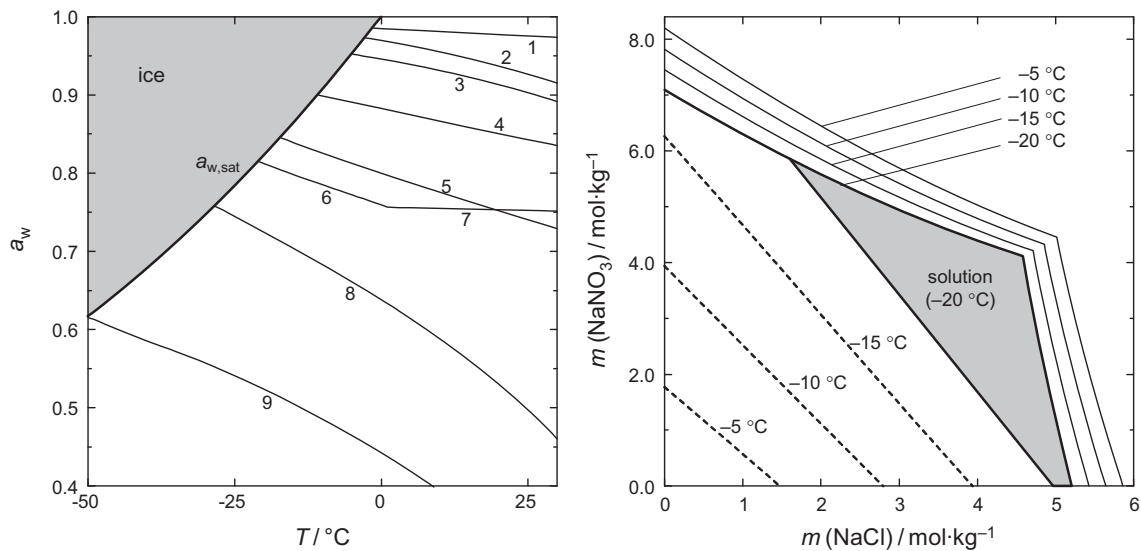 1.0
0.9
0.8
0.7
0.6
0.5
0.4
-50
-25
0
25
a_w
T / °C
ice
a_w,sat
1
2
3
4
5
6
7
8
9
8.0
6.0
4.0
2.0
0.0
0
1
2
3
4
5
6
m (NaNO₃) / mol·kg⁻¹
m (NaCl) / mol·kg⁻¹
–5 °C
–10 °C
–15 °C
–20 °C
solution
(–20 °C)
–15 °C
–10 °C
–5 °C